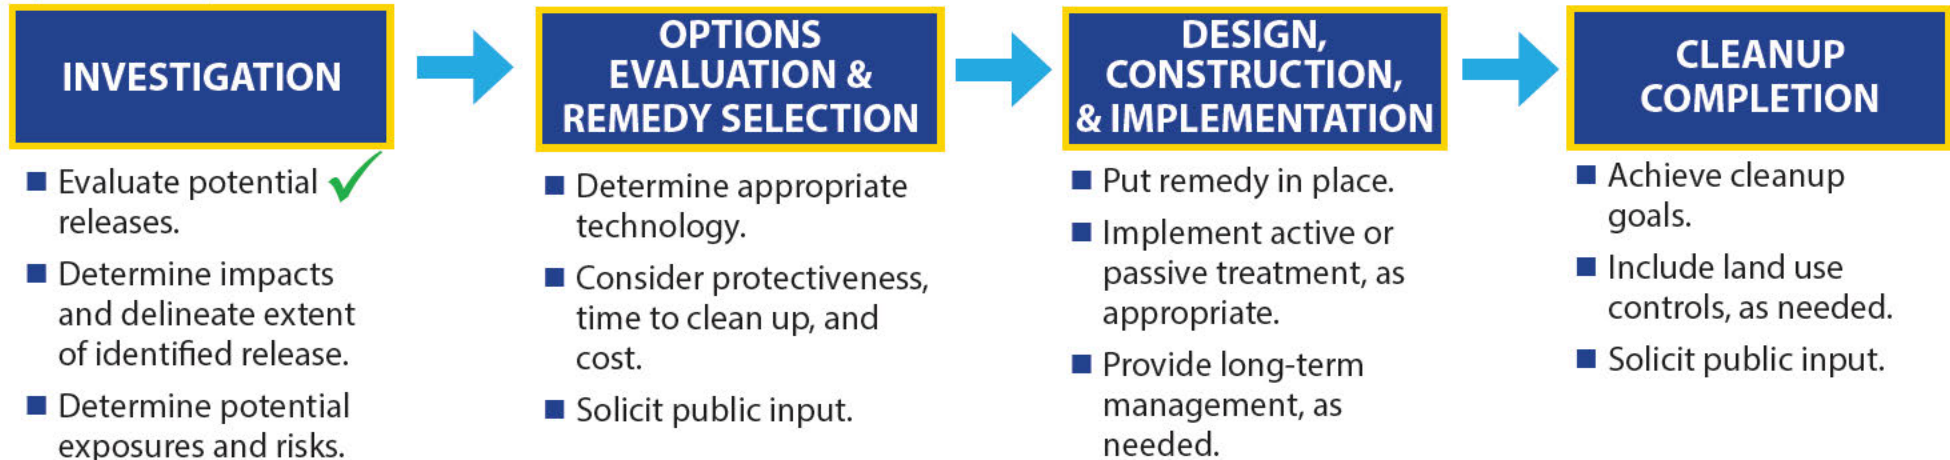 INVESTIGATION
Evaluate potential
releases.
Determine impacts
and delineate extent
of identified release.
Determine potential
exposures and risks.
OPTIONS
EVALUATION &
REMEDY SELECTION
Determine appropriate
technology.
Consider protectiveness,
time to clean up, and
cost.
Solicit public input.
DESIGN,
CONSTRUCTION,
& IMPLEMENTATION
Put remedy in place.
Implement active or
passive treatment, as
appropriate.
Provide long-term
management, as
needed.
CLEANUP
COMPLETION
Achieve cleanup
goals.
Include land use
controls, as needed.
Solicit public input.